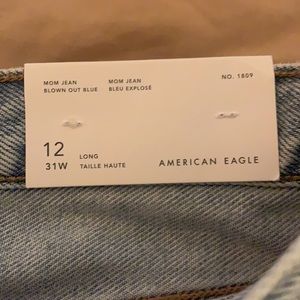 MOM JEAN
BLOWN OUT BLUE
MOM JEAN
BLEU EXPLOSÉ
NO. 1809
12
31W
LONG
TAILLE HAUTE
AMERICAN EAGLE